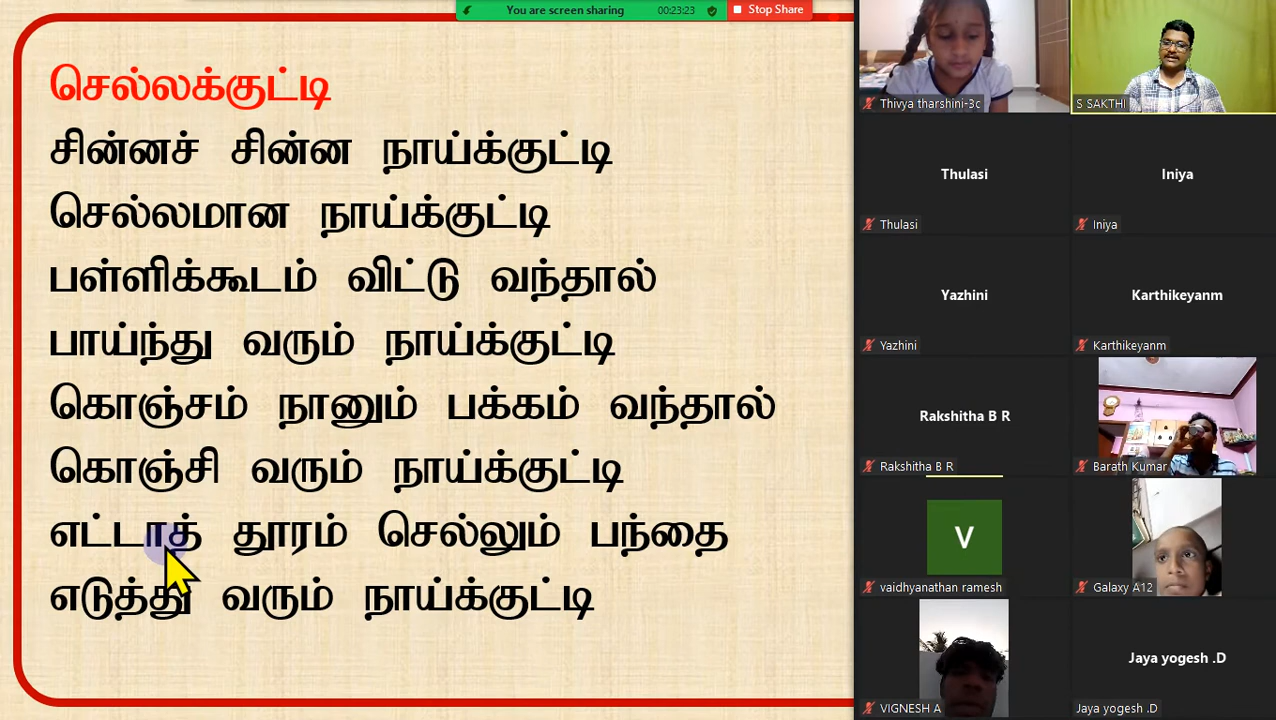 You are screen sharing 00:23:23 Stop Share
செல்லக்குட்டி
சின்னச் சின்ன நாய்க்குட்டி
செல்லமான நாய்க்குட்டி
பள்ளிக்கூடம் விட்டு வந்தால்
பாய்ந்து வரும் நாய்க்குட்டி
கொஞ்சம் நானும் பக்கம் வந்தால்
கொஞ்சி வரும் நாய்க்குட்டி
எட்டாத் தூரம் செல்லும் பந்தை
எடுத்து வரும் நாய்க்குட்டி
Thivya tharshini-3c
S SAKTHI
Thulasi
Iniya
Thulasi
Iniya
Yazhini
Karthikeyanm
Yazhini
Karthikeyanm
Rakshitha B R
Rakshitha B R
Barath Kumar
V
vaidhyanathan ramesh
Galaxy A12
Jaya yogesh .D
VIGNESH A
Jaya yogesh .D